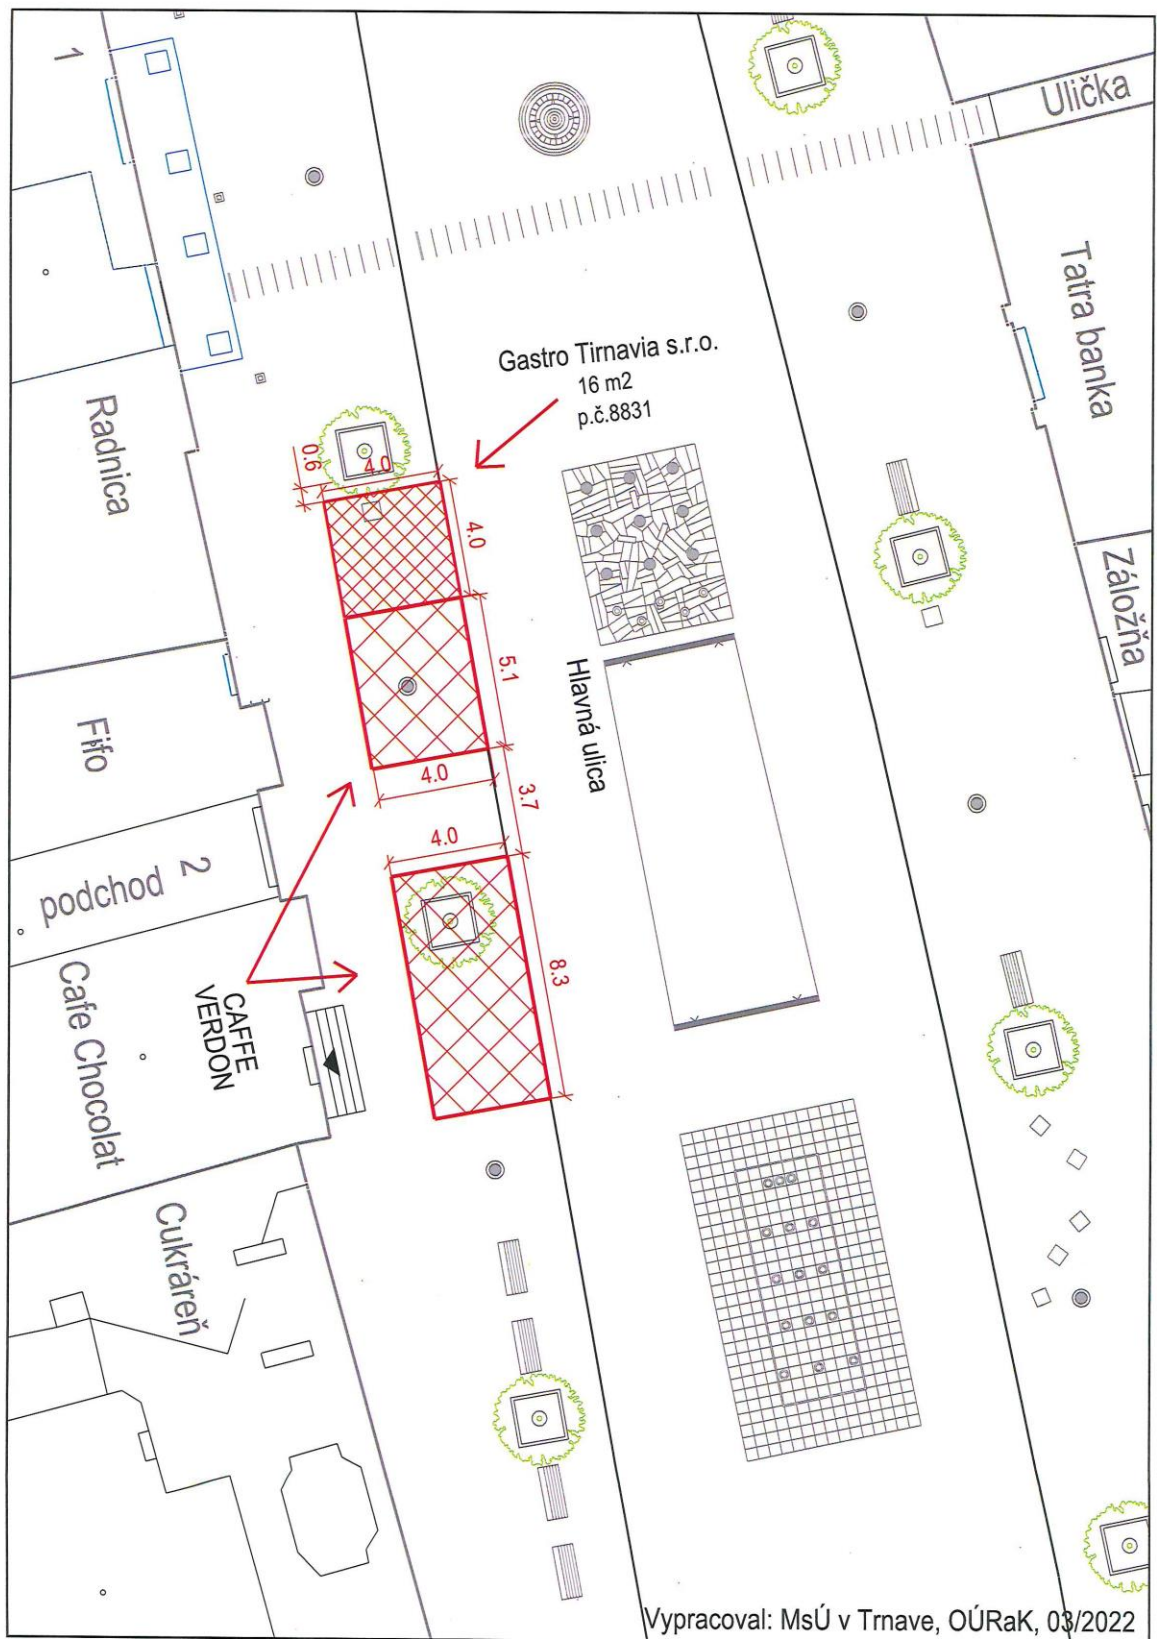 1
Ulička
Tatra banka
Gastro Tirnavia s.r.o.
16 m2
p.č.8831
Radnica
0.6
4.0
4.0
Záložňa
5.1
Hlavná ulica
Fifo
4.0
3.7
4.0
podchod 2
8.3
CAFFE
VERDON
Cafe Chocolat
Cukráreň
Vypracoval: MsÚ v Trnave, OÚRaK, 03/2022